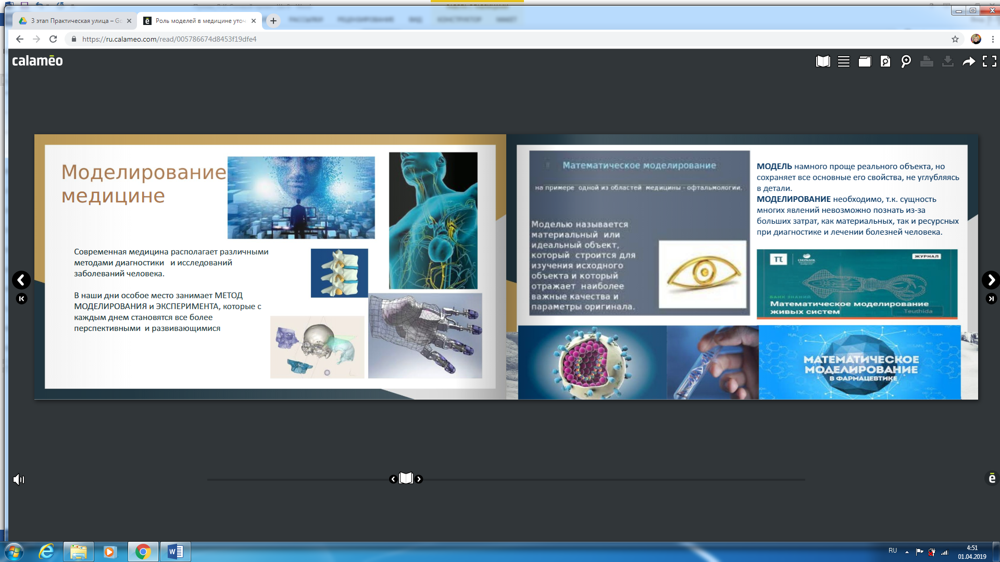 3 этап Практическая улица – Go
Роль моделей в медицине уточ
https://ru.calameo.com/read/005786674d8453f19dfe4
calamēo
Моделирование
медицине
Современная медицина располагает различными
методами диагностики и исследований
заболеваний человека.
В наши дни особое место занимает МЕТОД
МОДЕЛИРОВАНИЯ и ЭКСПЕРИМЕНТА, которые с
каждым днем становятся все более
перспективными и развивающимися
Математическое моделирование
на примере одной из областей медицины - офтальмологии.
Моделью называется
материальный или
идеальный объект,
который строится для
изучения исходного
объекта и который
отражает наиболее
важные качества и
параметры оригинала.
МОДЕЛЬ намного проще реального объекта, но
сохраняет все основные его свойства, не углубляясь
в детали.
МОДЕЛИРОВАНИЕ необходимо, т.к. сущность
многих явлений невозможно познать из-за
больших затрат, как материальных, так и ресурсных
при диагностике и лечении болезней человека.
π
СБЕРБАНК
ЖУРНАЛ
БАНК ЗНАНИЙ
Математическое моделирование
живых систем
Teuthida
МАТЕМАТИЧЕСКОЕ
МОДЕЛИРОВАНИЕ
В ФАРМАЦЕВТИКЕ
ē
RU
4:51
01.04.2019